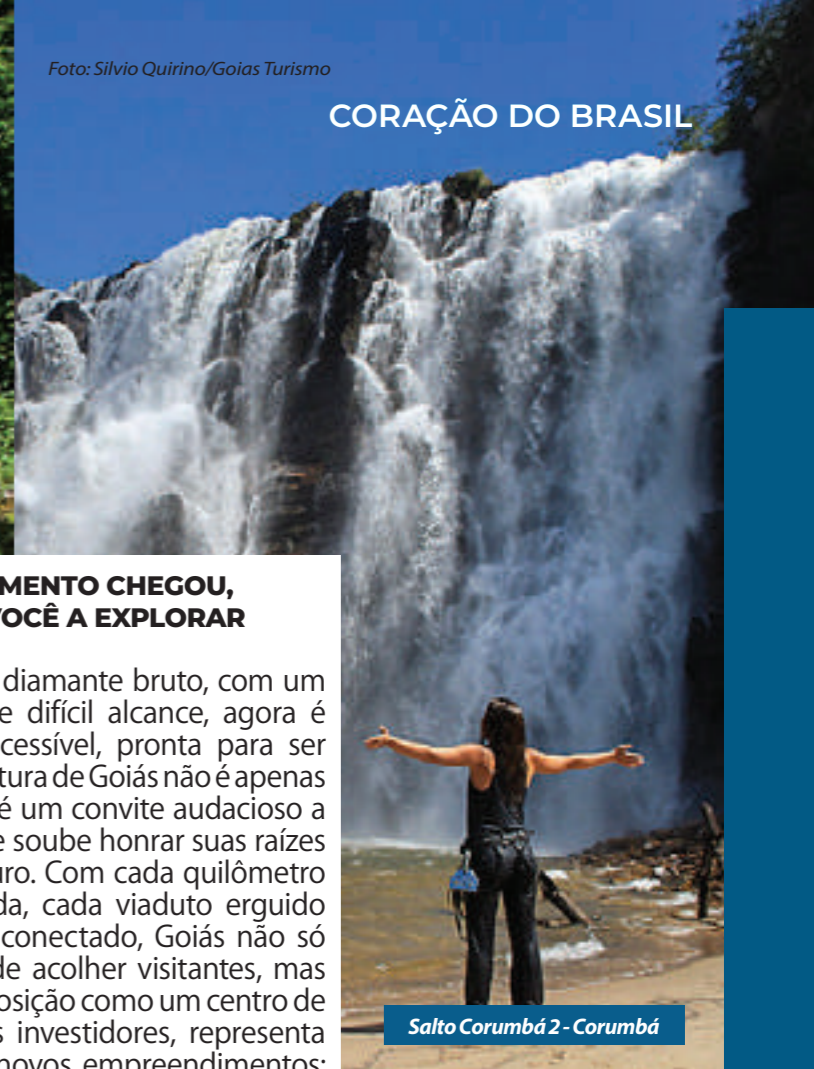 Foto: Silvio Quirino/Goias Turismo
CORAÇÃO DO BRASIL
MENTO CHEGOU,
VOCÊ A EXPLORAR
diamante bruto, com um
e difícil alcance, agora é
cessível, pronta para ser
tura de Goiás não é apenas
é um convite audacioso a
e soube honrar suas raízes
uro. Com cada quilômetro
da, cada viaduto erguido
conectado, Goiás não só
de acolher visitantes, mas
osição como um centro de
s investidores, representa
novos empreendimentos:
Salto Corumbá 2 - Corumbá